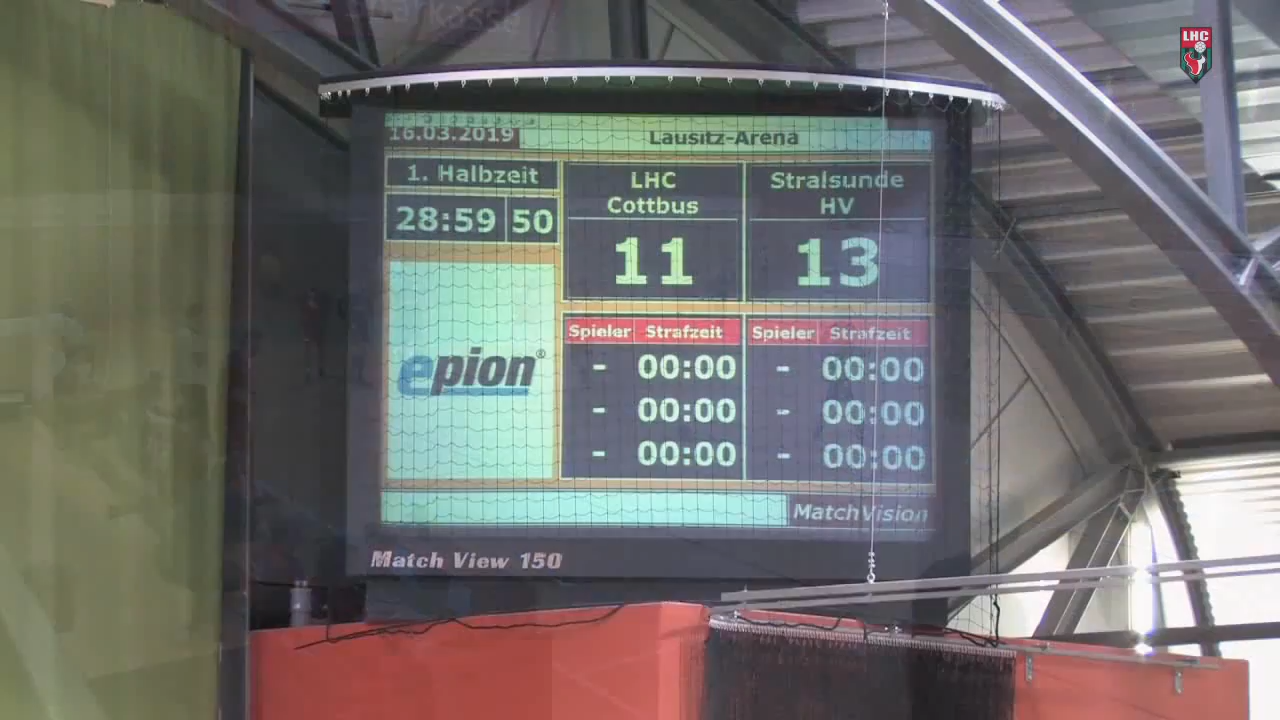 LHC
16.03.2019
Lausitz-Arena
1. Halbzeit
28:59 50
LHC
Cottbus
11
Stralsunde
HV
13
epion®
Spieler Strafzeit
- 00:00
- 00:00
- 00:00
Spieler Strafzeit
- 00:00
- 00:00
- 00:00
MatchVision
Match View 150